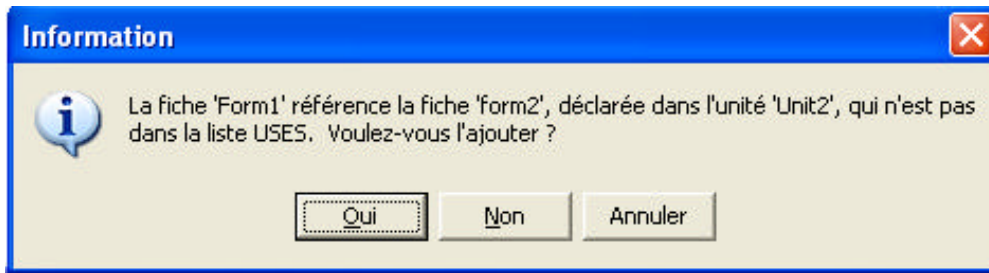 Information
La fiche 'Form1' référence la fiche 'form2', déclarée dans l'unité 'Unit2', qui n'est pas
dans la liste USES.  Voulez-vous l'ajouter ?
Oui Non Annuler